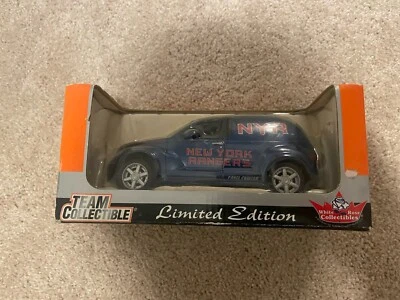 NYR
NEW YORK
RANGERS
TEAM
COLLECTIBLE
Limited Edition
White Rose
Collectibles